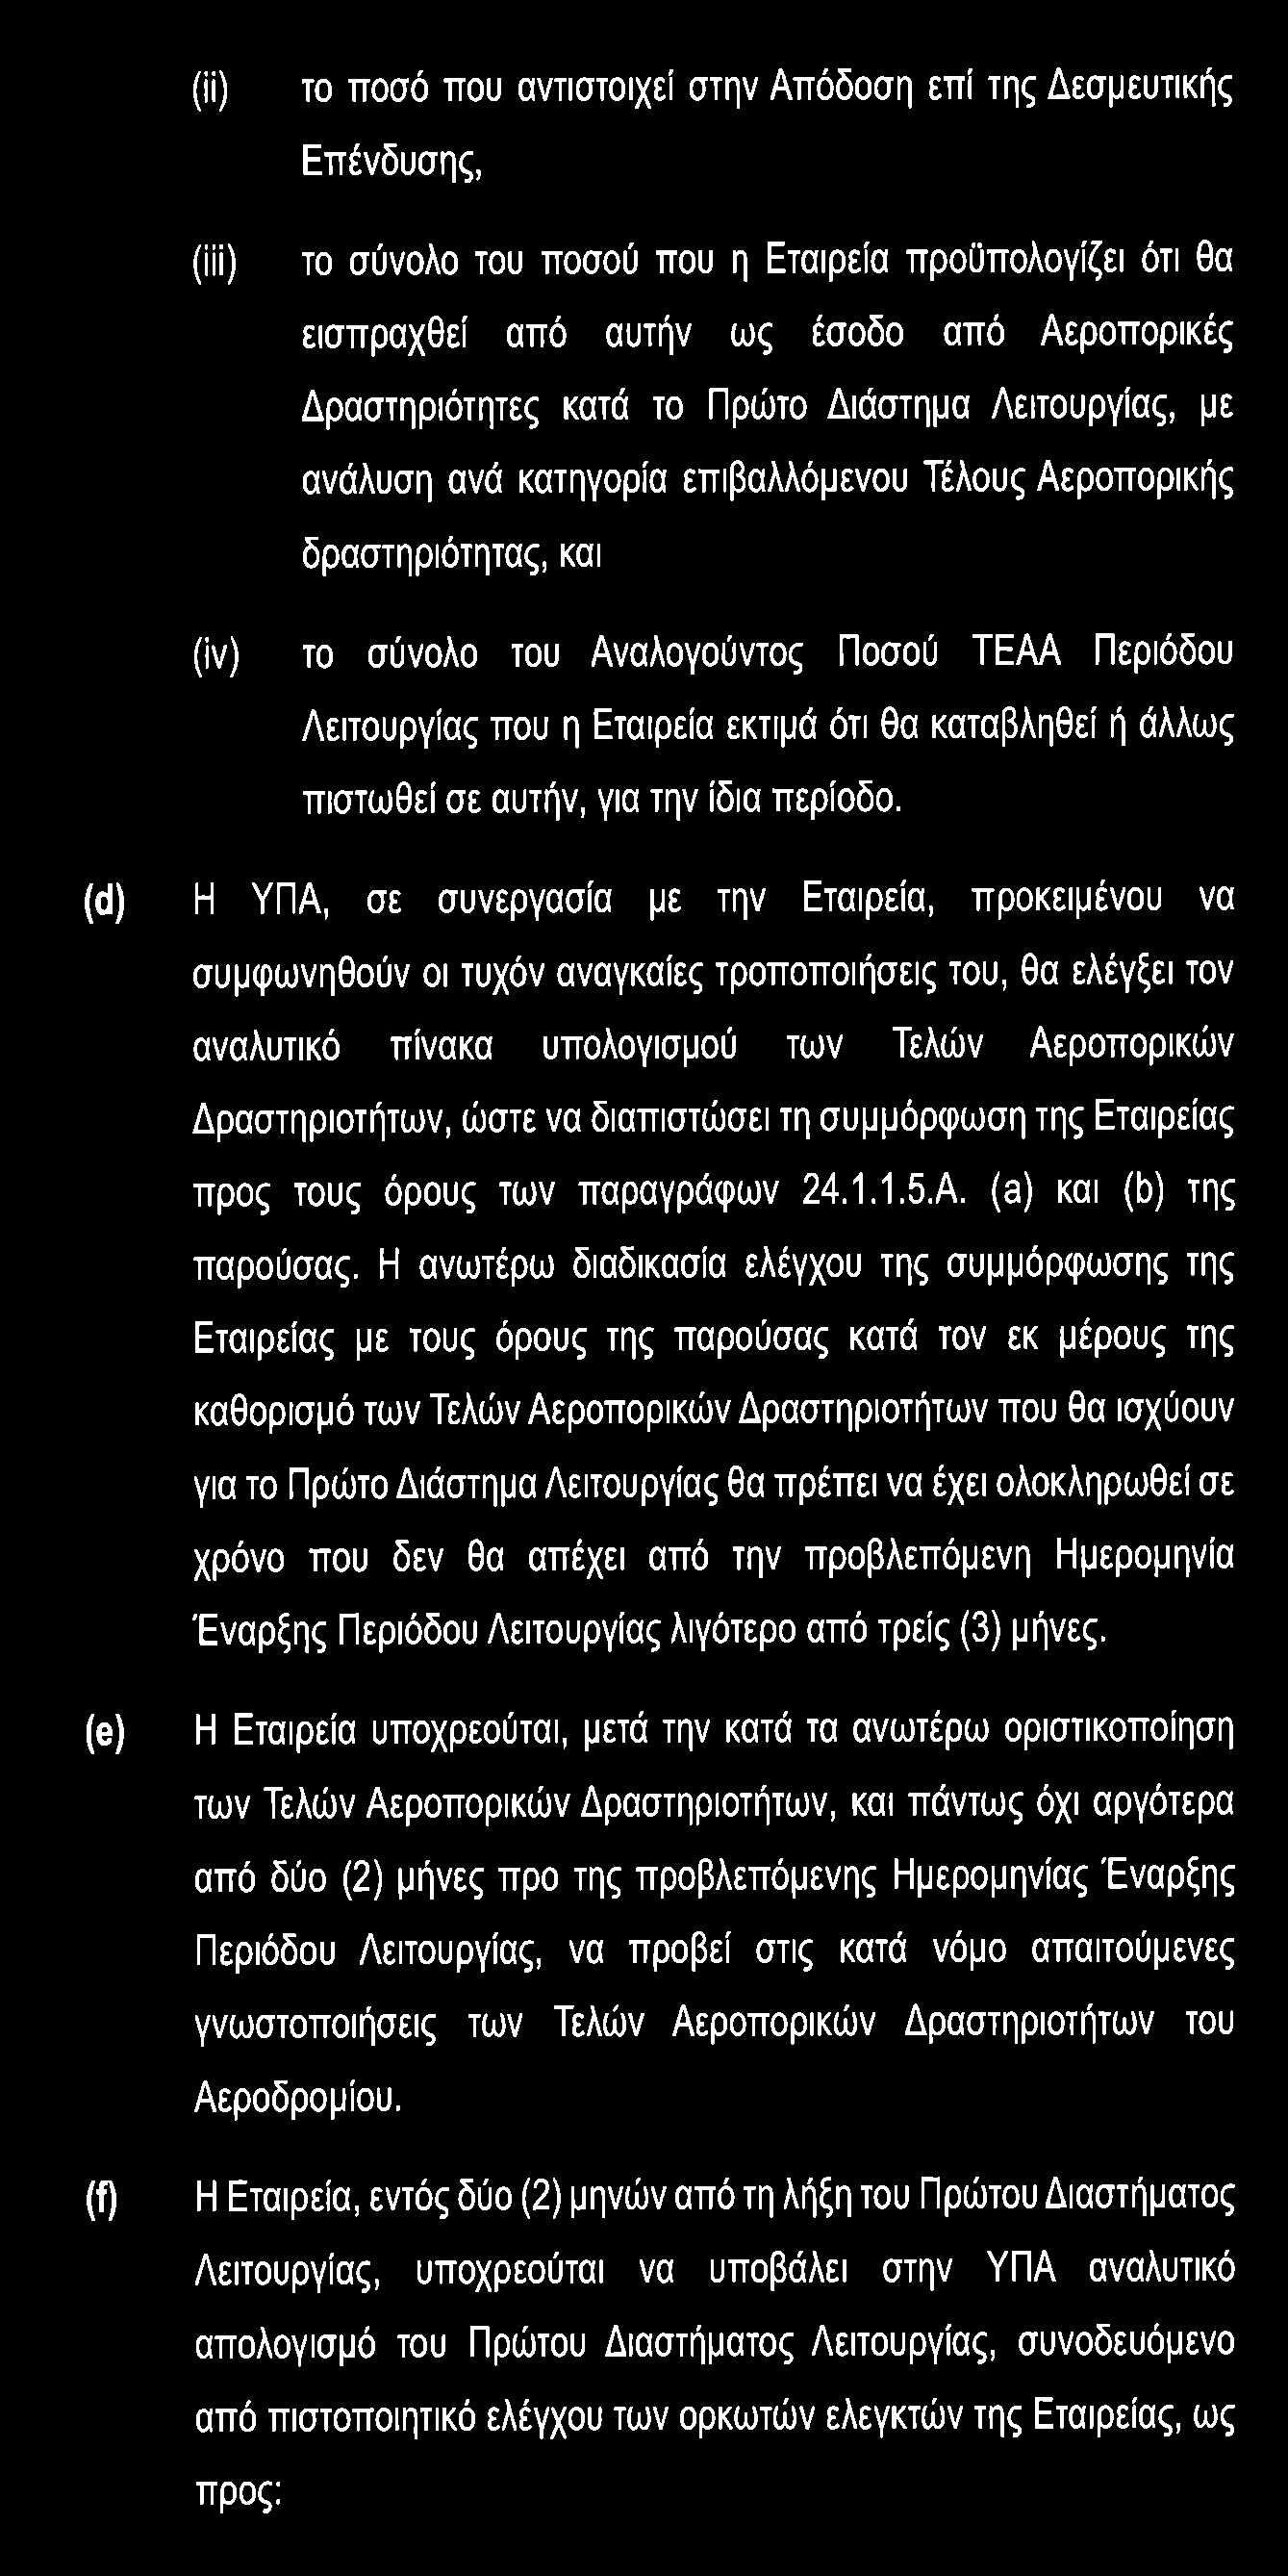 (ii) το ποσό που αντιστοιχεί στην Απόδοση επί της Δεσμευτικής
Επένδυσης,
(iii) το σύνολο του ποσού που η Εταιρεία προϋπολογίζει ότι θα
εισπραχθεί από αυτήν ως έσοδο από Αεροπορικές
Δραστηριότητες κατά το Πρώτο Διάστημα Λειτουργίας, με
ανάλυση ανά κατηγορία επιβαλλόμενου Τέλους Αεροπορικής
δραστηριότητας, και
(iv) το σύνολο του Αναλογούντος Ποσού ΤΕΑΑ Περιόδου
Λειτουργίας που η Εταιρεία εκτιμά ότι θα καταβληθεί ή άλλως
πιστωθεί σε αυτήν, για την ίδια περίοδο.
(d) Η ΥΠΑ, σε συνεργασία με την Εταιρεία, προκειμένου να
συμφωνηθούν οι τυχόν αναγκαίες τροποποιήσεις του, θα ελέγξει τον
αναλυτικό πίνακα υπολογισμού των Τελών Αεροπορικών
Δραστηριοτήτων, ώστε να διαπιστώσει τη συμμόρφωση της Εταιρείας
προς τους όρους των παραγράφων 24.1.1.5.Α. (a) και (b) της
παρούσας. Η ανωτέρω διαδικασία ελέγχου της συμμόρφωσης της
Εταιρείας με τους όρους της παρούσας κατά τον εκ μέρους της
καθορισμό των Τελών Αεροπορικών Δραστηριοτήτων που θα ισχύουν
για το Πρώτο Διάστημα Λειτουργίας θα πρέπει να έχει ολοκληρωθεί σε
χρόνο που δεν θα απέχει από την προβλεπόμενη Ημερομηνία
Έναρξης Περιόδου Λειτουργίας λιγότερο από τρείς (3) μήνες.
(e) Η Εταιρεία υποχρεούται, μετά την κατά τα ανωτέρω οριστικοποίηση
των Τελών Αεροπορικών Δραστηριοτήτων, και πάντως όχι αργότερα
από δύο (2) μήνες προ της προβλεπόμενης Ημερομηνίας Έναρξης
Περιόδου Λειτουργίας, να προβεί στις κατά νόμο απαιτούμενες
γνωστοποιήσεις των Τελών Αεροπορικών Δραστηριοτήτων του
Αεροδρομίου.
(f) Η Εταιρεία, εντός δύο (2) μηνών από τη λήξη του Πρώτου Διαστήματος
Λειτουργίας, υποχρεούται να υποβάλει στην ΥΠΑ αναλυτικό
απολογισμό του Πρώτου Διαστήματος Λειτουργίας, συνοδευόμενο
από πιστοποιητικό ελέγχου των ορκωτών ελεγκτών της Εταιρείας, ως
προς: